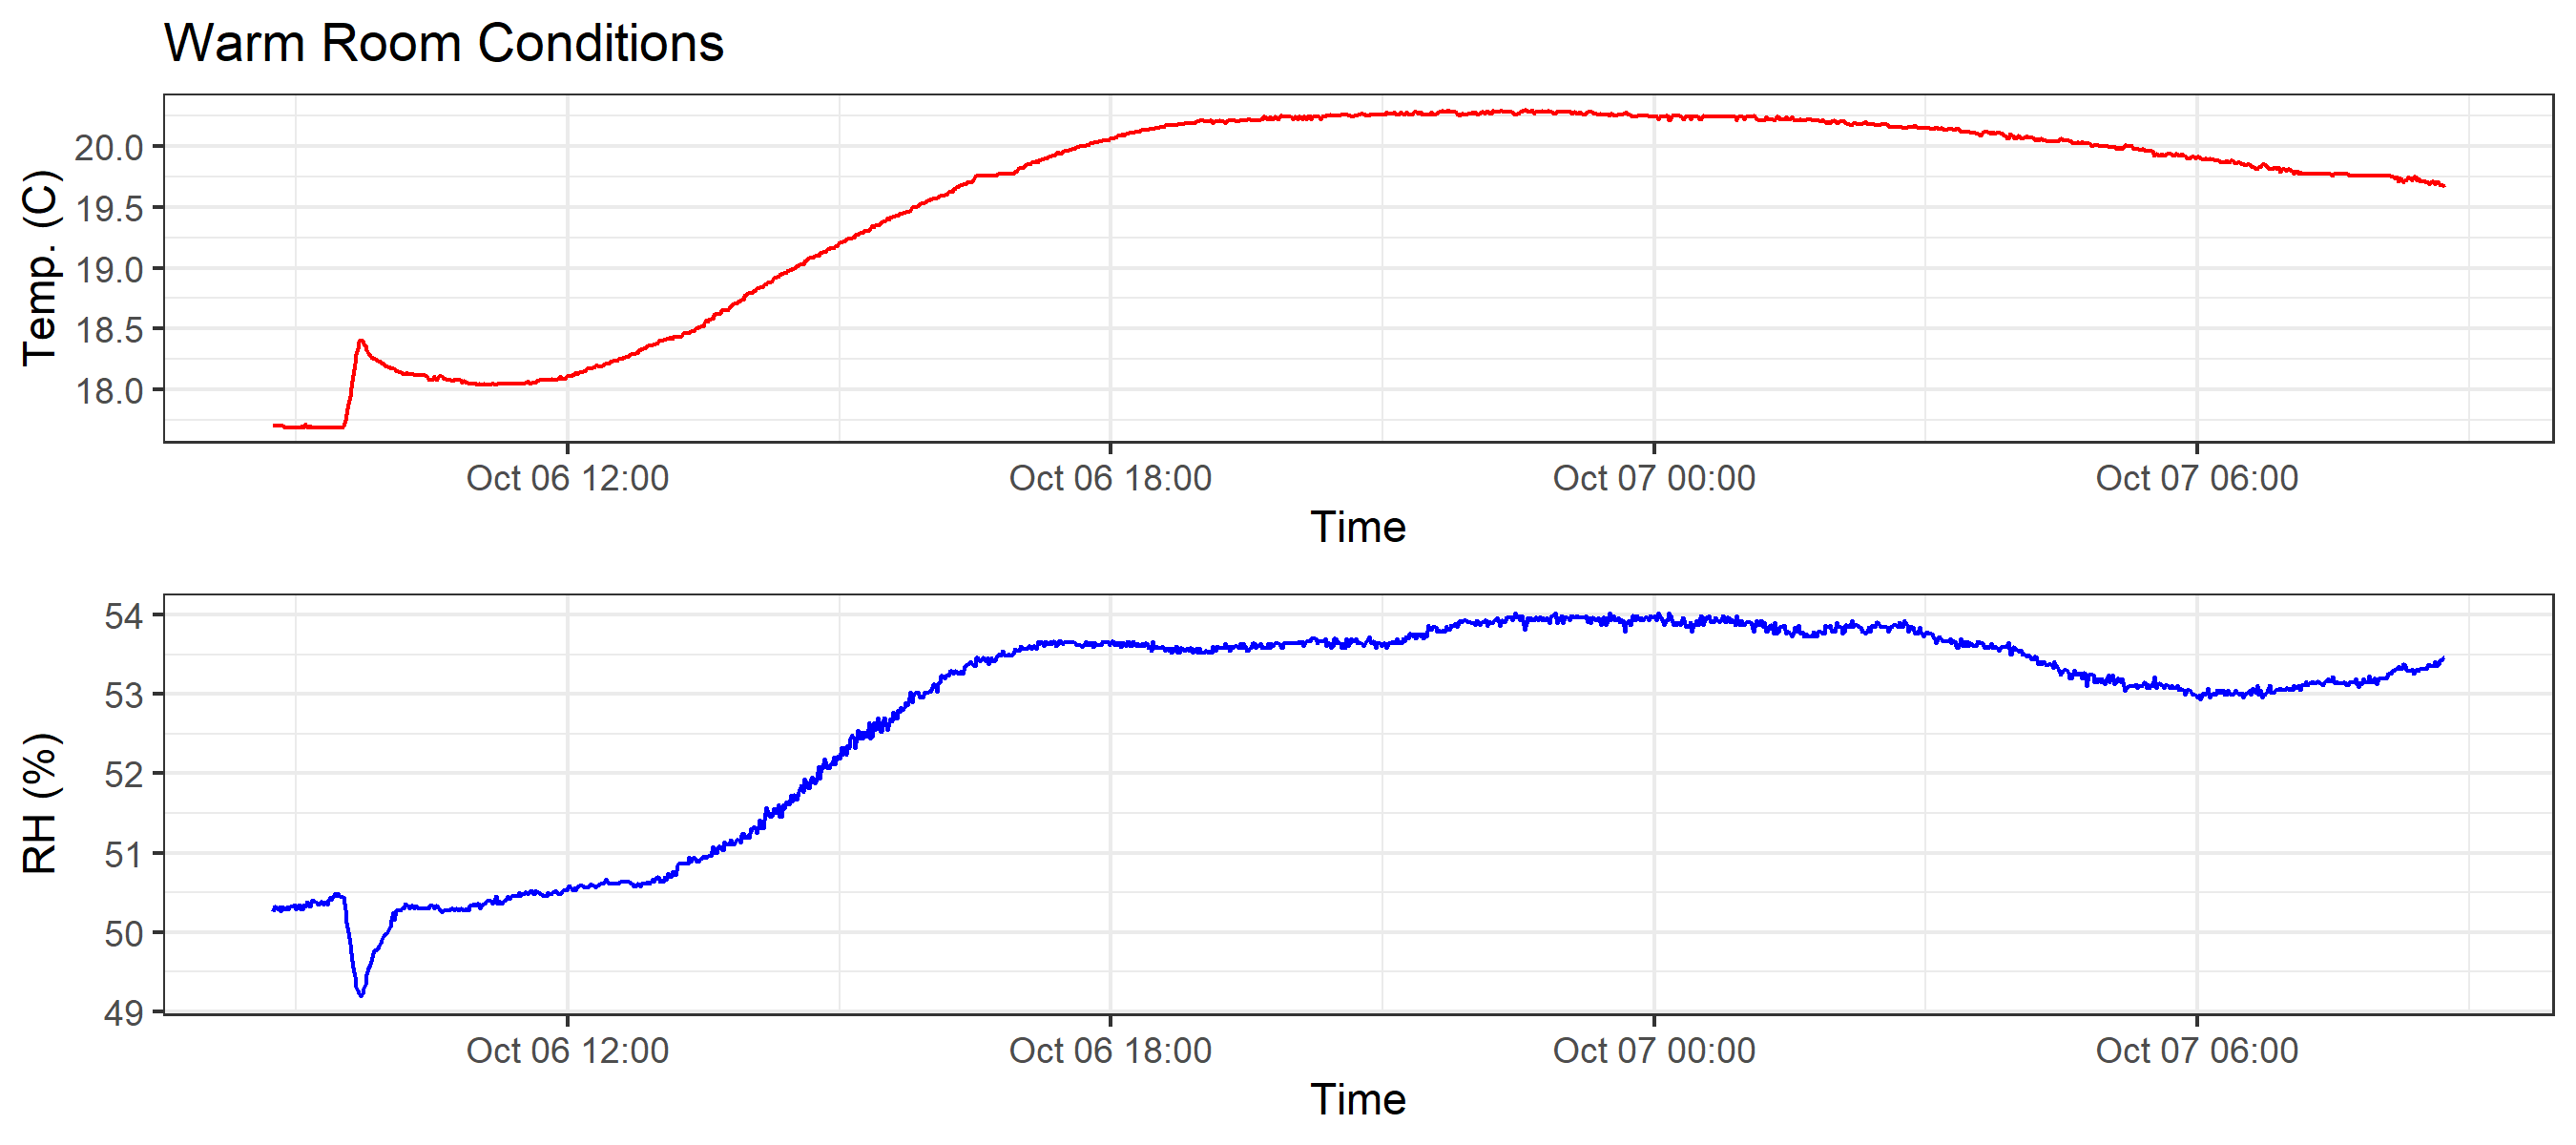 Warm Room Conditions
Temp. (C)
20.0
19.5
19.0
18.5
18.0
Oct 06 12:00 Oct 06 18:00 Oct 07 00:00 Oct 07 06:00
Time
RH (%)
54
53
52
51
50
49
Oct 06 12:00 Oct 06 18:00 Oct 07 00:00 Oct 07 06:00
Time